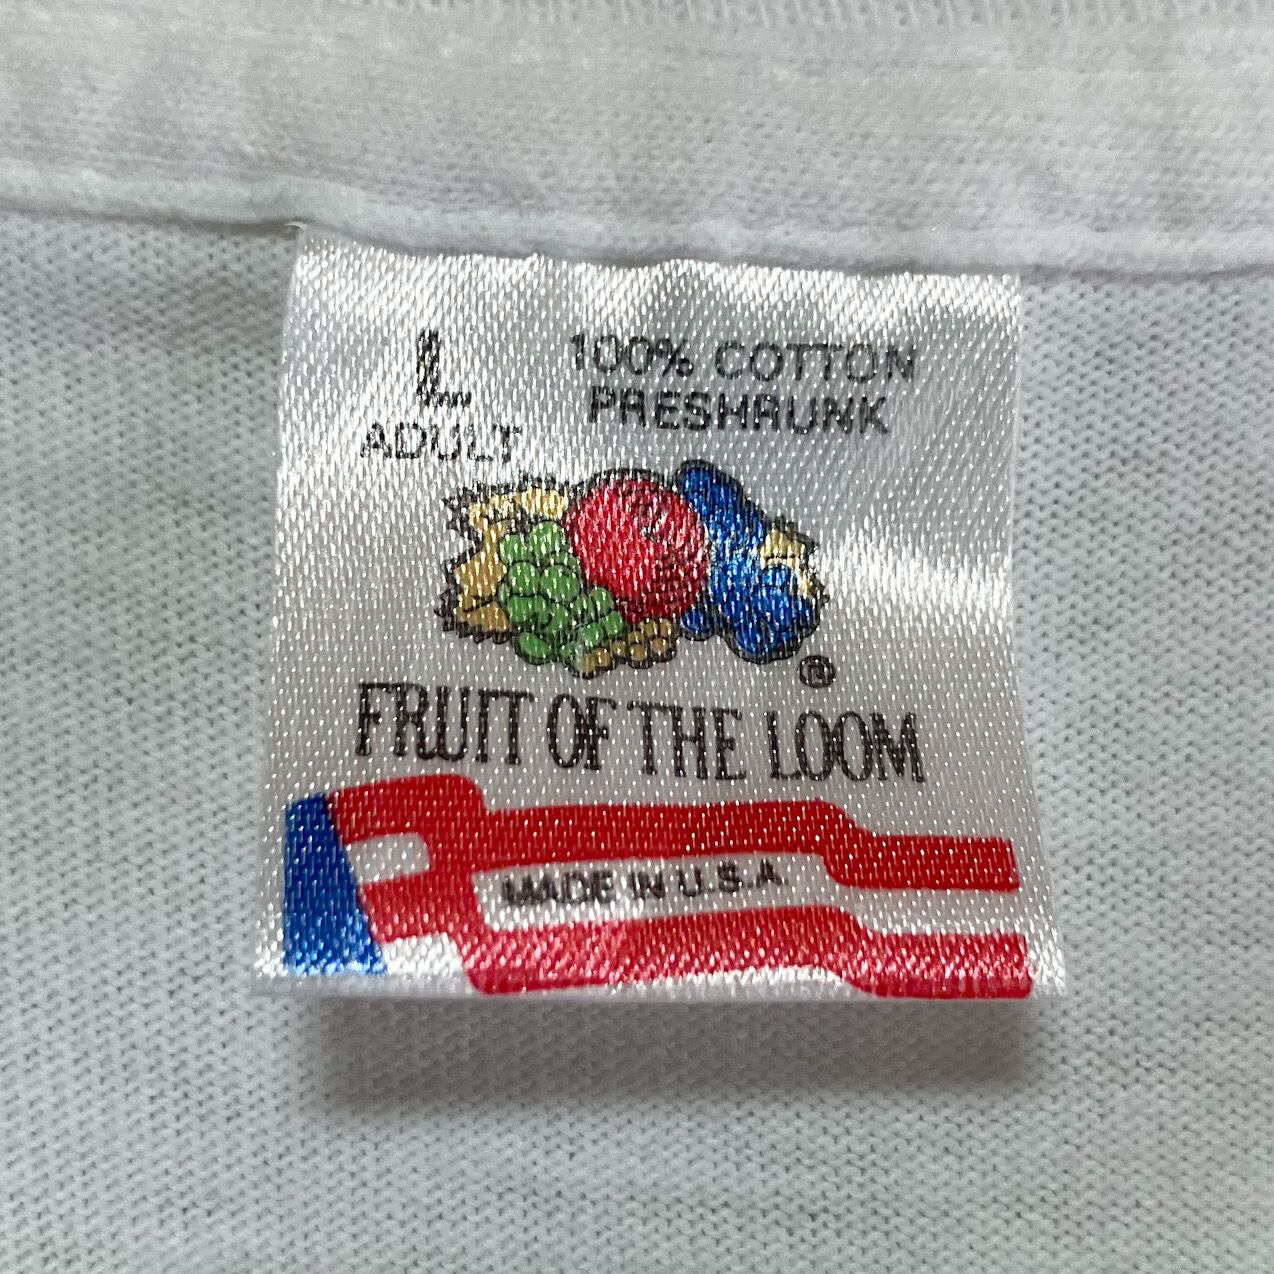 L
ADULT
100% COTTON
PRESHRUNK
®
FRUIT OF THE LOOM
MADE IN U.S.A